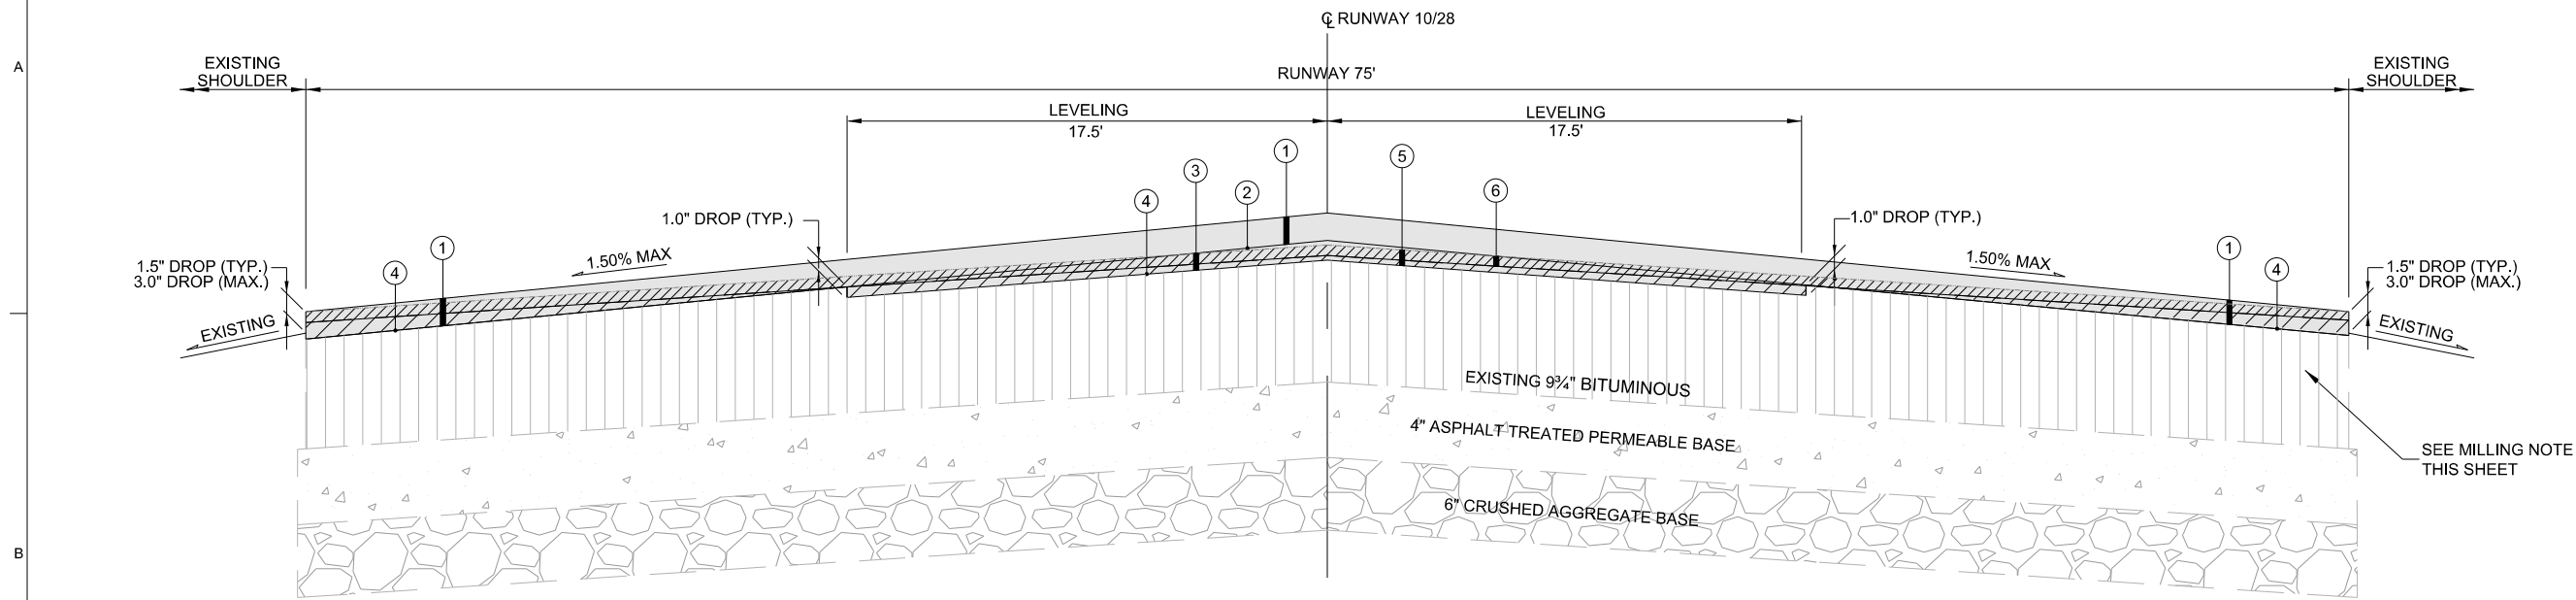 ℄ RUNWAY 10/28
A
EXISTING
SHOULDER
RUNWAY 75'
EXISTING
SHOULDER
LEVELING
17.5'
LEVELING
17.5'
1
5
3
2
4
6
1.0" DROP (TYP.)
1.0" DROP (TYP.)
1
4
1.50% MAX
1.50% MAX
1
4
1.5" DROP (TYP.)
3.0" DROP (MAX.)
1.5" DROP (TYP.)
3.0" DROP (MAX.)
EXISTING
EXISTING
EXISTING 9¾" BITUMINOUS
4" ASPHALT TREATED PERMEABLE BASE
SEE MILLING NOTE
THIS SHEET
6" CRUSHED AGGREGATE BASE
B